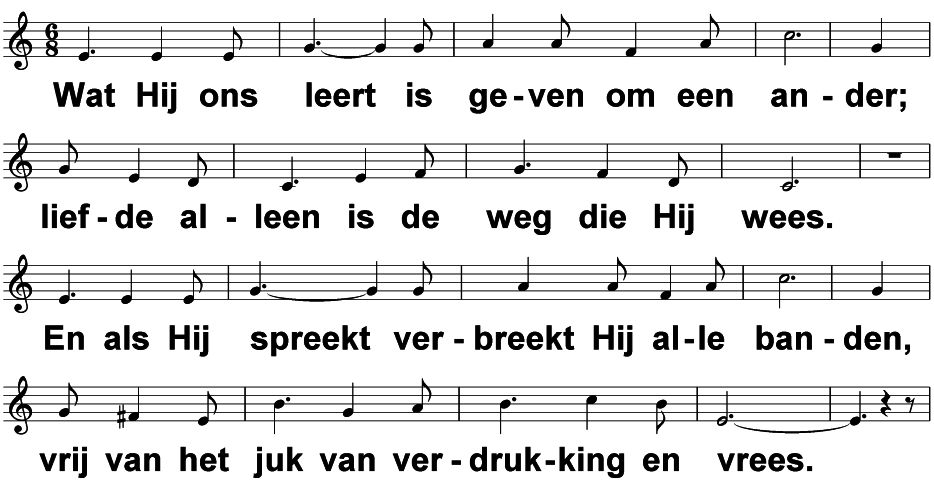 Wat Hij ons leert is ge-ven om een an-der;
lief-de al-leen is de weg die Hij wees.
En als Hij spreekt ver-breekt Hij al-le ban-den,
vrij van het juk van ver-druk-king en vrees.